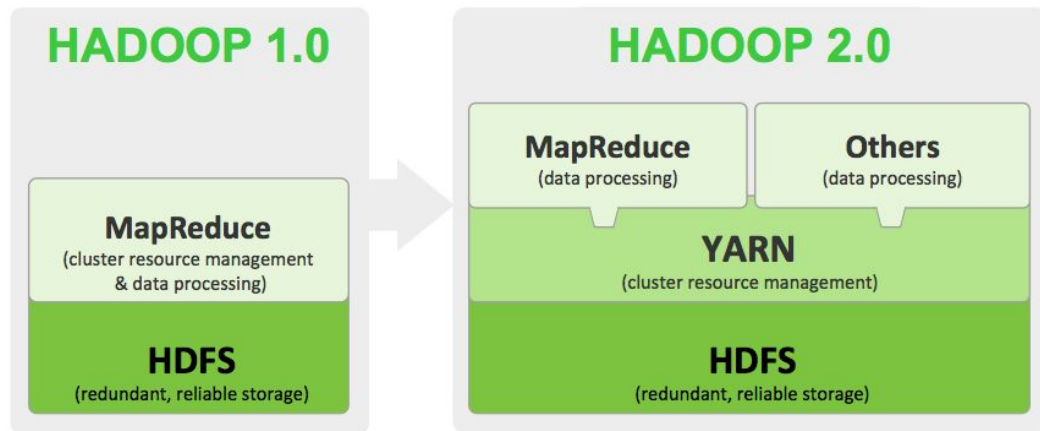 HADOOP 1.0
MapReduce
(cluster resource management
& data processing)
HDFS
(redundant, reliable storage)
HADOOP 2.0
MapReduce
(data processing)
Others
(data processing)
YARN
(cluster resource management)
HDFS
(redundant, reliable storage)